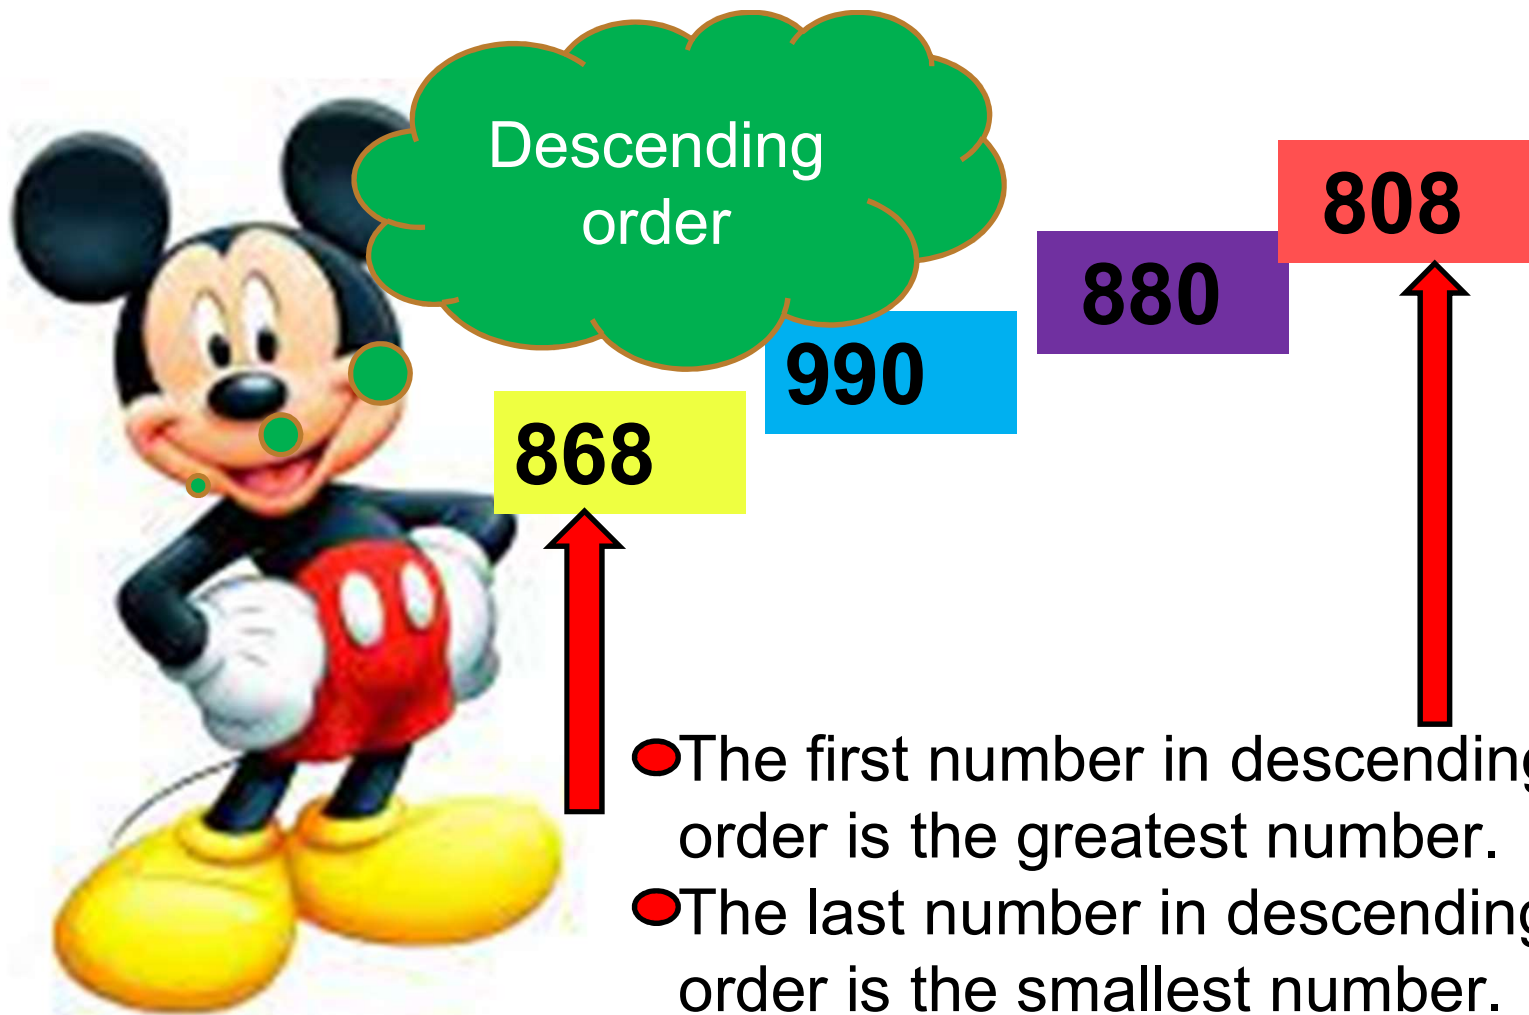 Descending
order
868
990
880
808
The first number in descending
order is the greatest number.
The last number in descending
order is the smallest number.